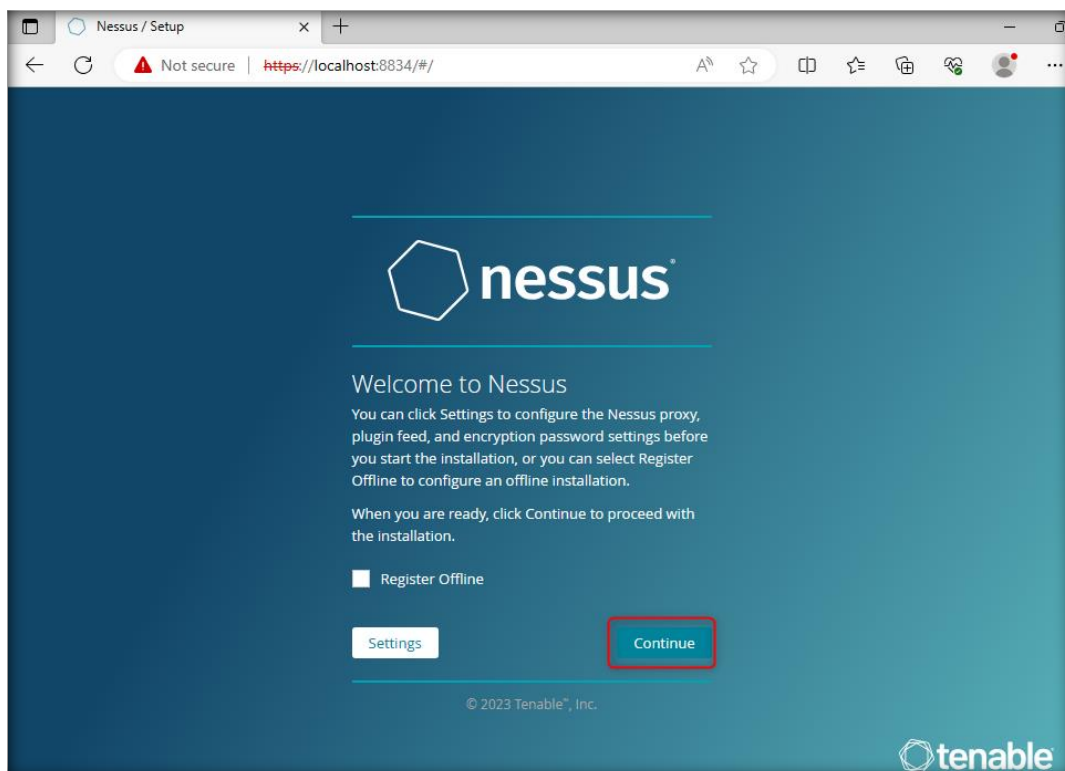 Nessus / Setup
Not secure | https://localhost:8834/#/
nessus®
Welcome to Nessus
You can click Settings to configure the Nessus proxy,
plugin feed, and encryption password settings before
you start the installation, or you can select Register
Offline to configure an offline installation.
When you are ready, click Continue to proceed with
the installation.
Register Offline
Settings
Continue
© 2023 Tenable™, Inc.
tenable